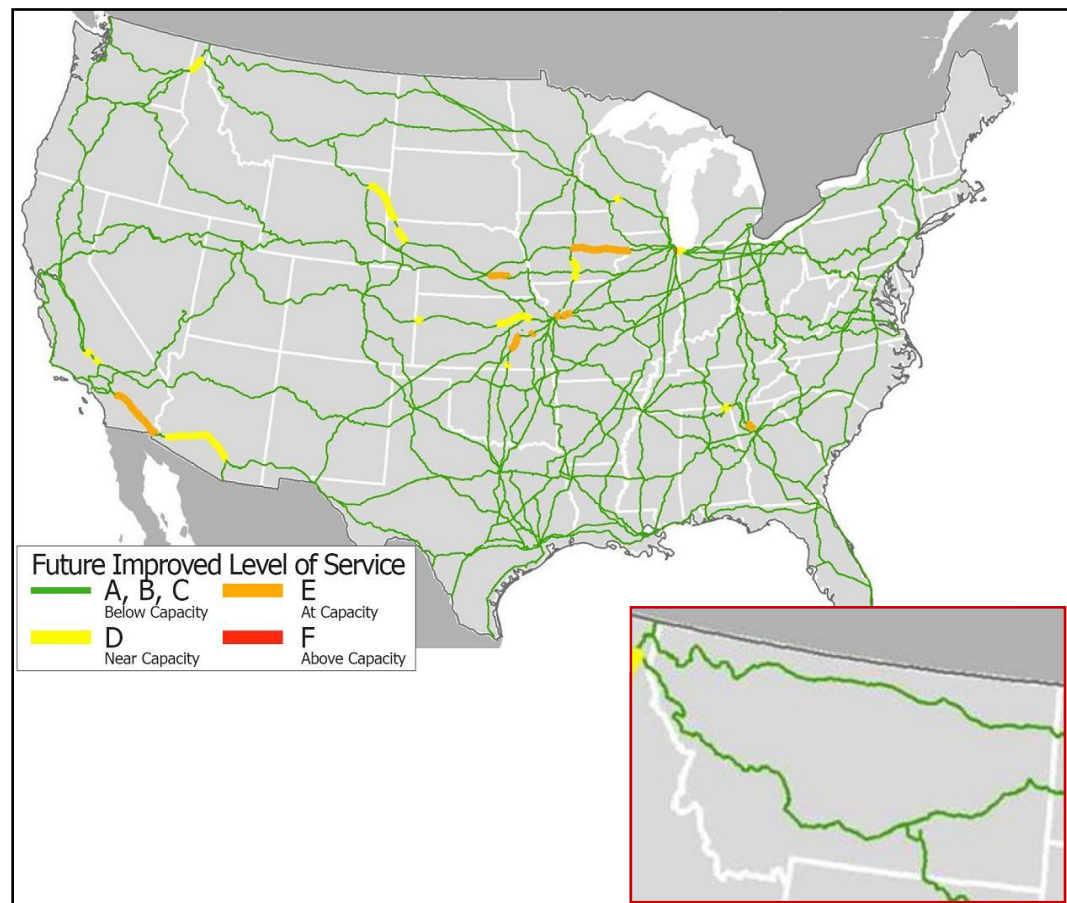 Future Improved Level of Service
A, B, C
Below Capacity
E
At Capacity
D
Near Capacity
F
Above Capacity